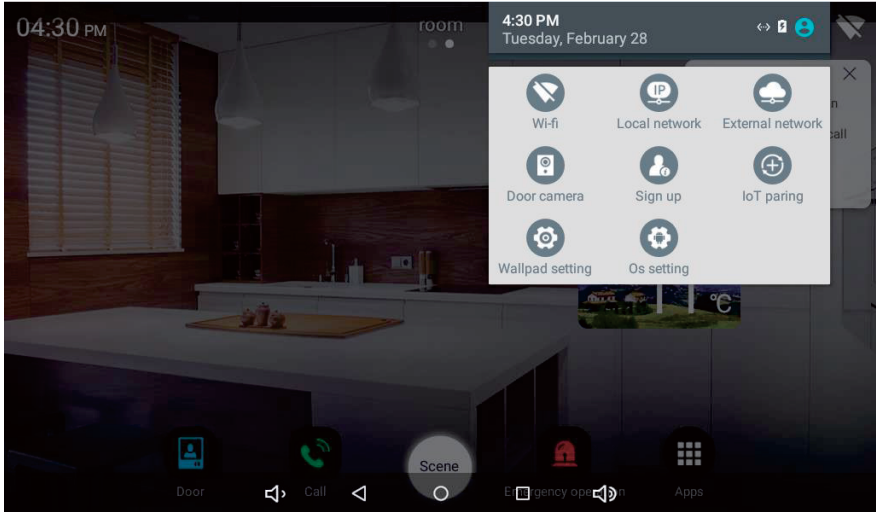 04:30 PM
room
4:30 PM
Tuesday, February 28
Wi-fi
IP
Local network
External network
Door camera
Sign up
IoT paring
Wallpad setting
Os setting
°C
Door
Call
Scene
Apps